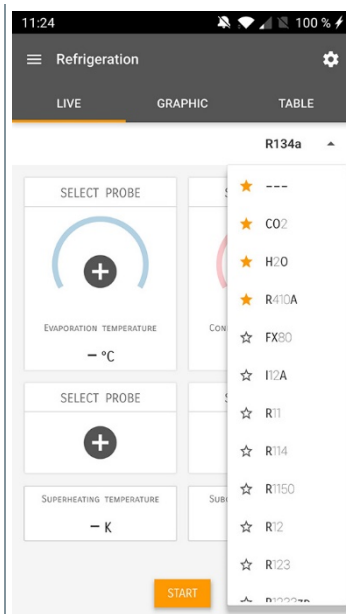 11:24
100 %
Refrigeration
LIVE GRAPHIC TABLE
R134a
SELECT PROBE
EVAPORATION TEMPERATURE
– °C
SELECT PROBE
SUPERHEATING TEMPERATURE
– K
START
---
CO2
H2O
R410A
FX80
I12A
R11
R114
R1150
R12
R123